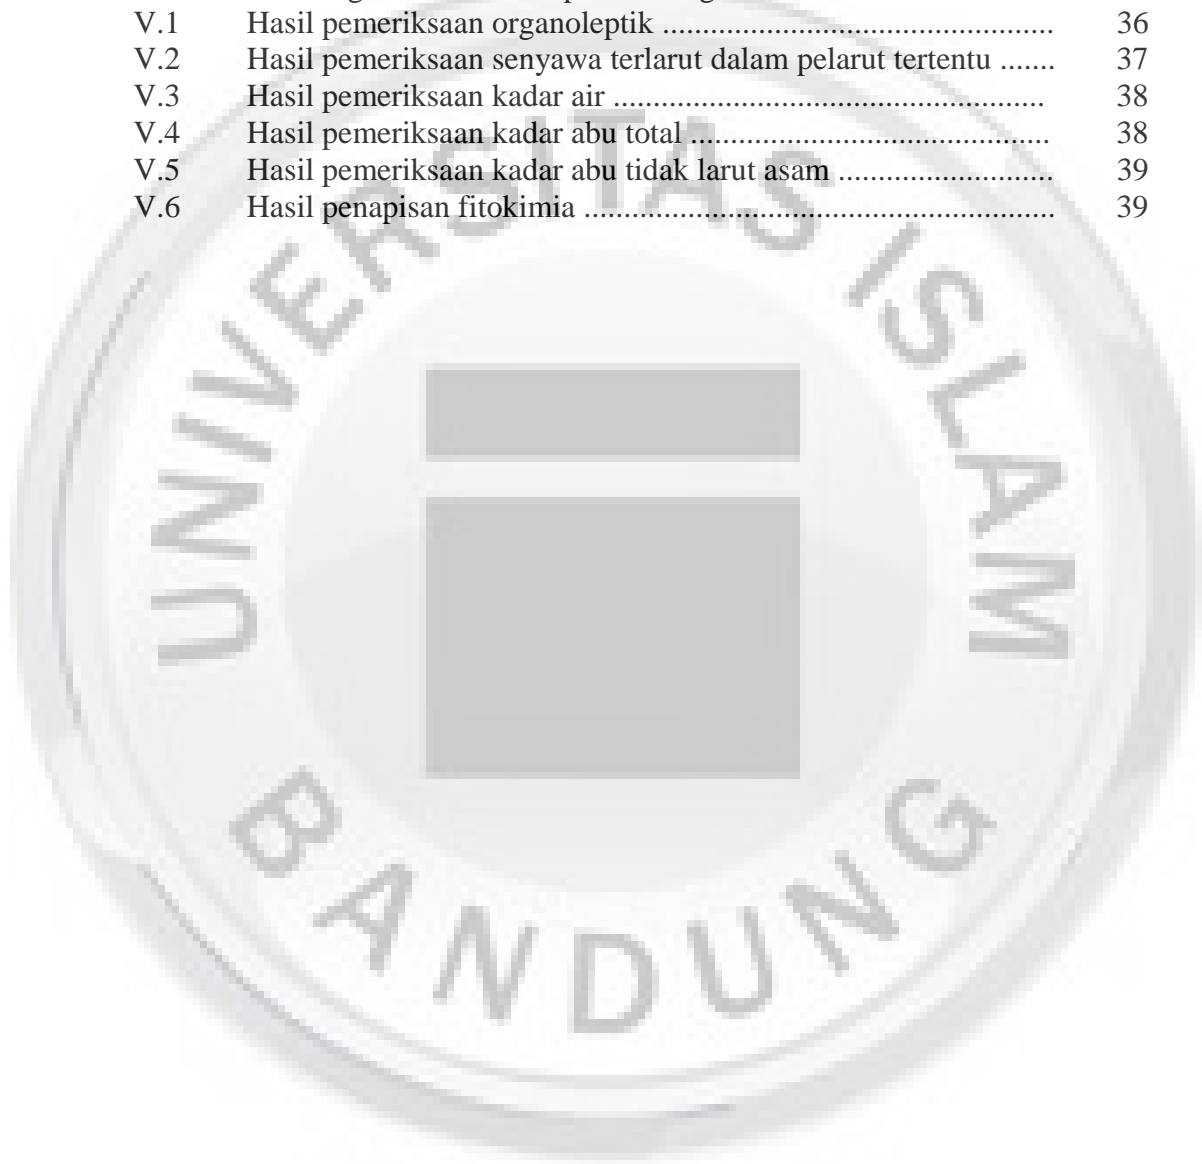 V.1 Hasil pemeriksaan organoleptik ............................................... 36
V.2 Hasil pemeriksaan senyawa terlarut dalam pelarut tertentu ....... 37
V.3 Hasil pemeriksaan kadar air .................................................... 38
V.4 Hasil pemeriksaan kadar abu total ........................................... 38
V.5 Hasil pemeriksaan kadar abu tidak larut asam .......................... 39
V.6 Hasil penapisan fitokimia ......................................................... 39
UNIVERSITAS ISLAM
BANDUNG